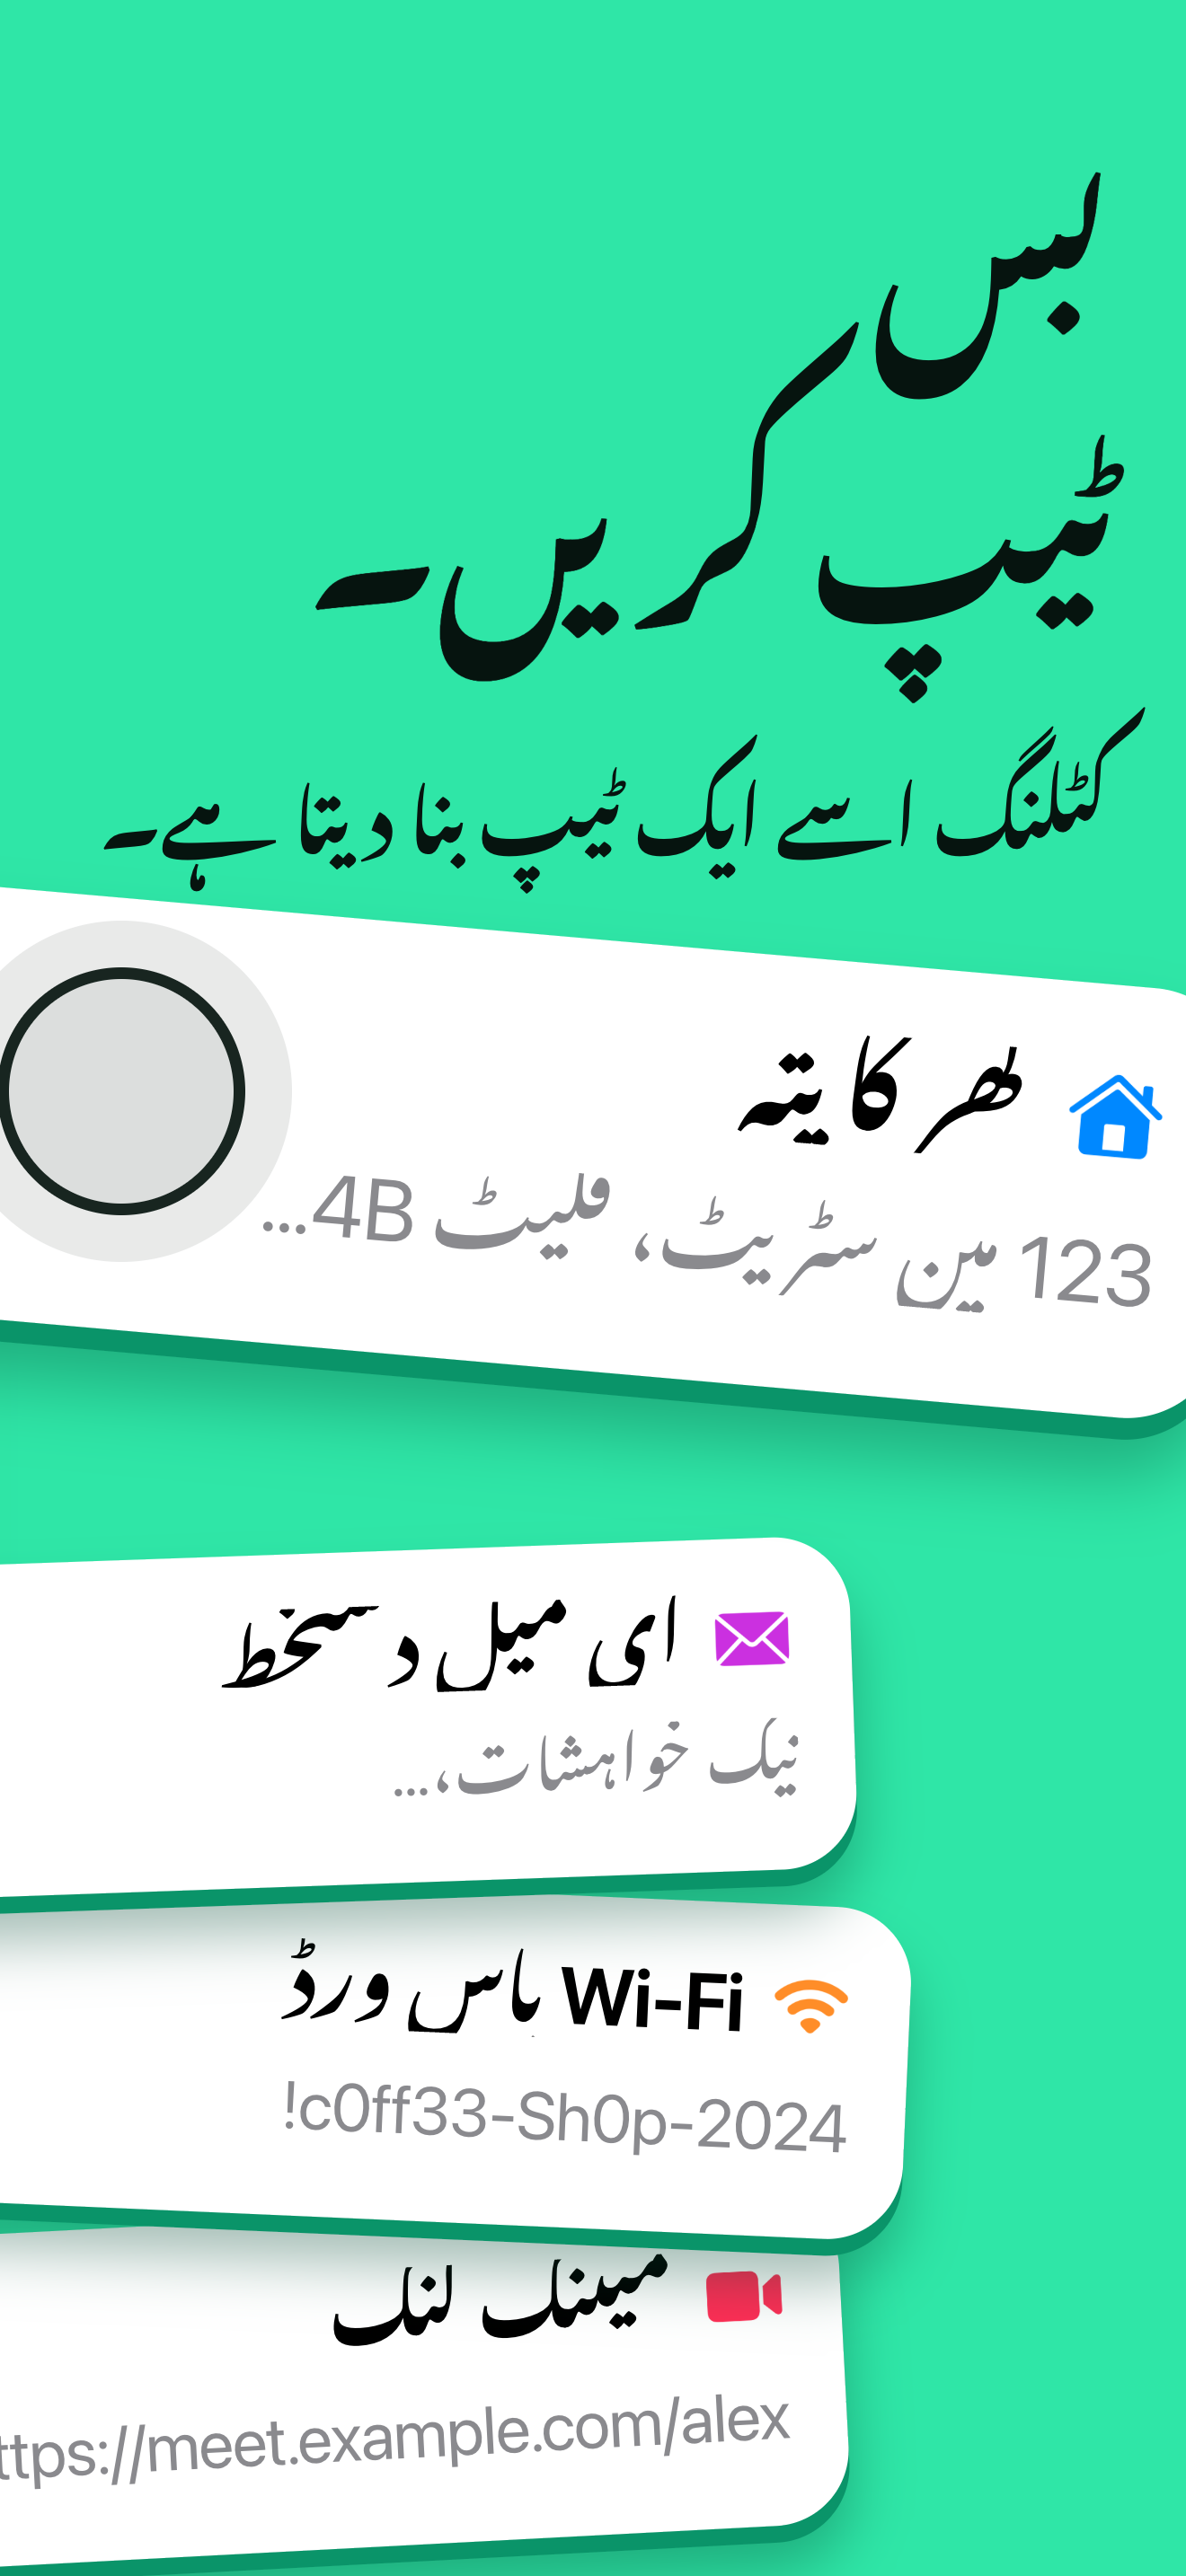 بس
ٹیپ کریں۔
کٹلنگ اسے ایک ٹیپ بنا دیتا ہے۔
گھر کا پتہ
123 مین سٹریٹ، فلیٹ 4B...
ای میل دستخط
نیک خواہشات،...
Wi-Fi پاس ورڈ
!c0ff33-Sh0p-2024
میٹنگ لنک
ttps://meet.example.com/alex